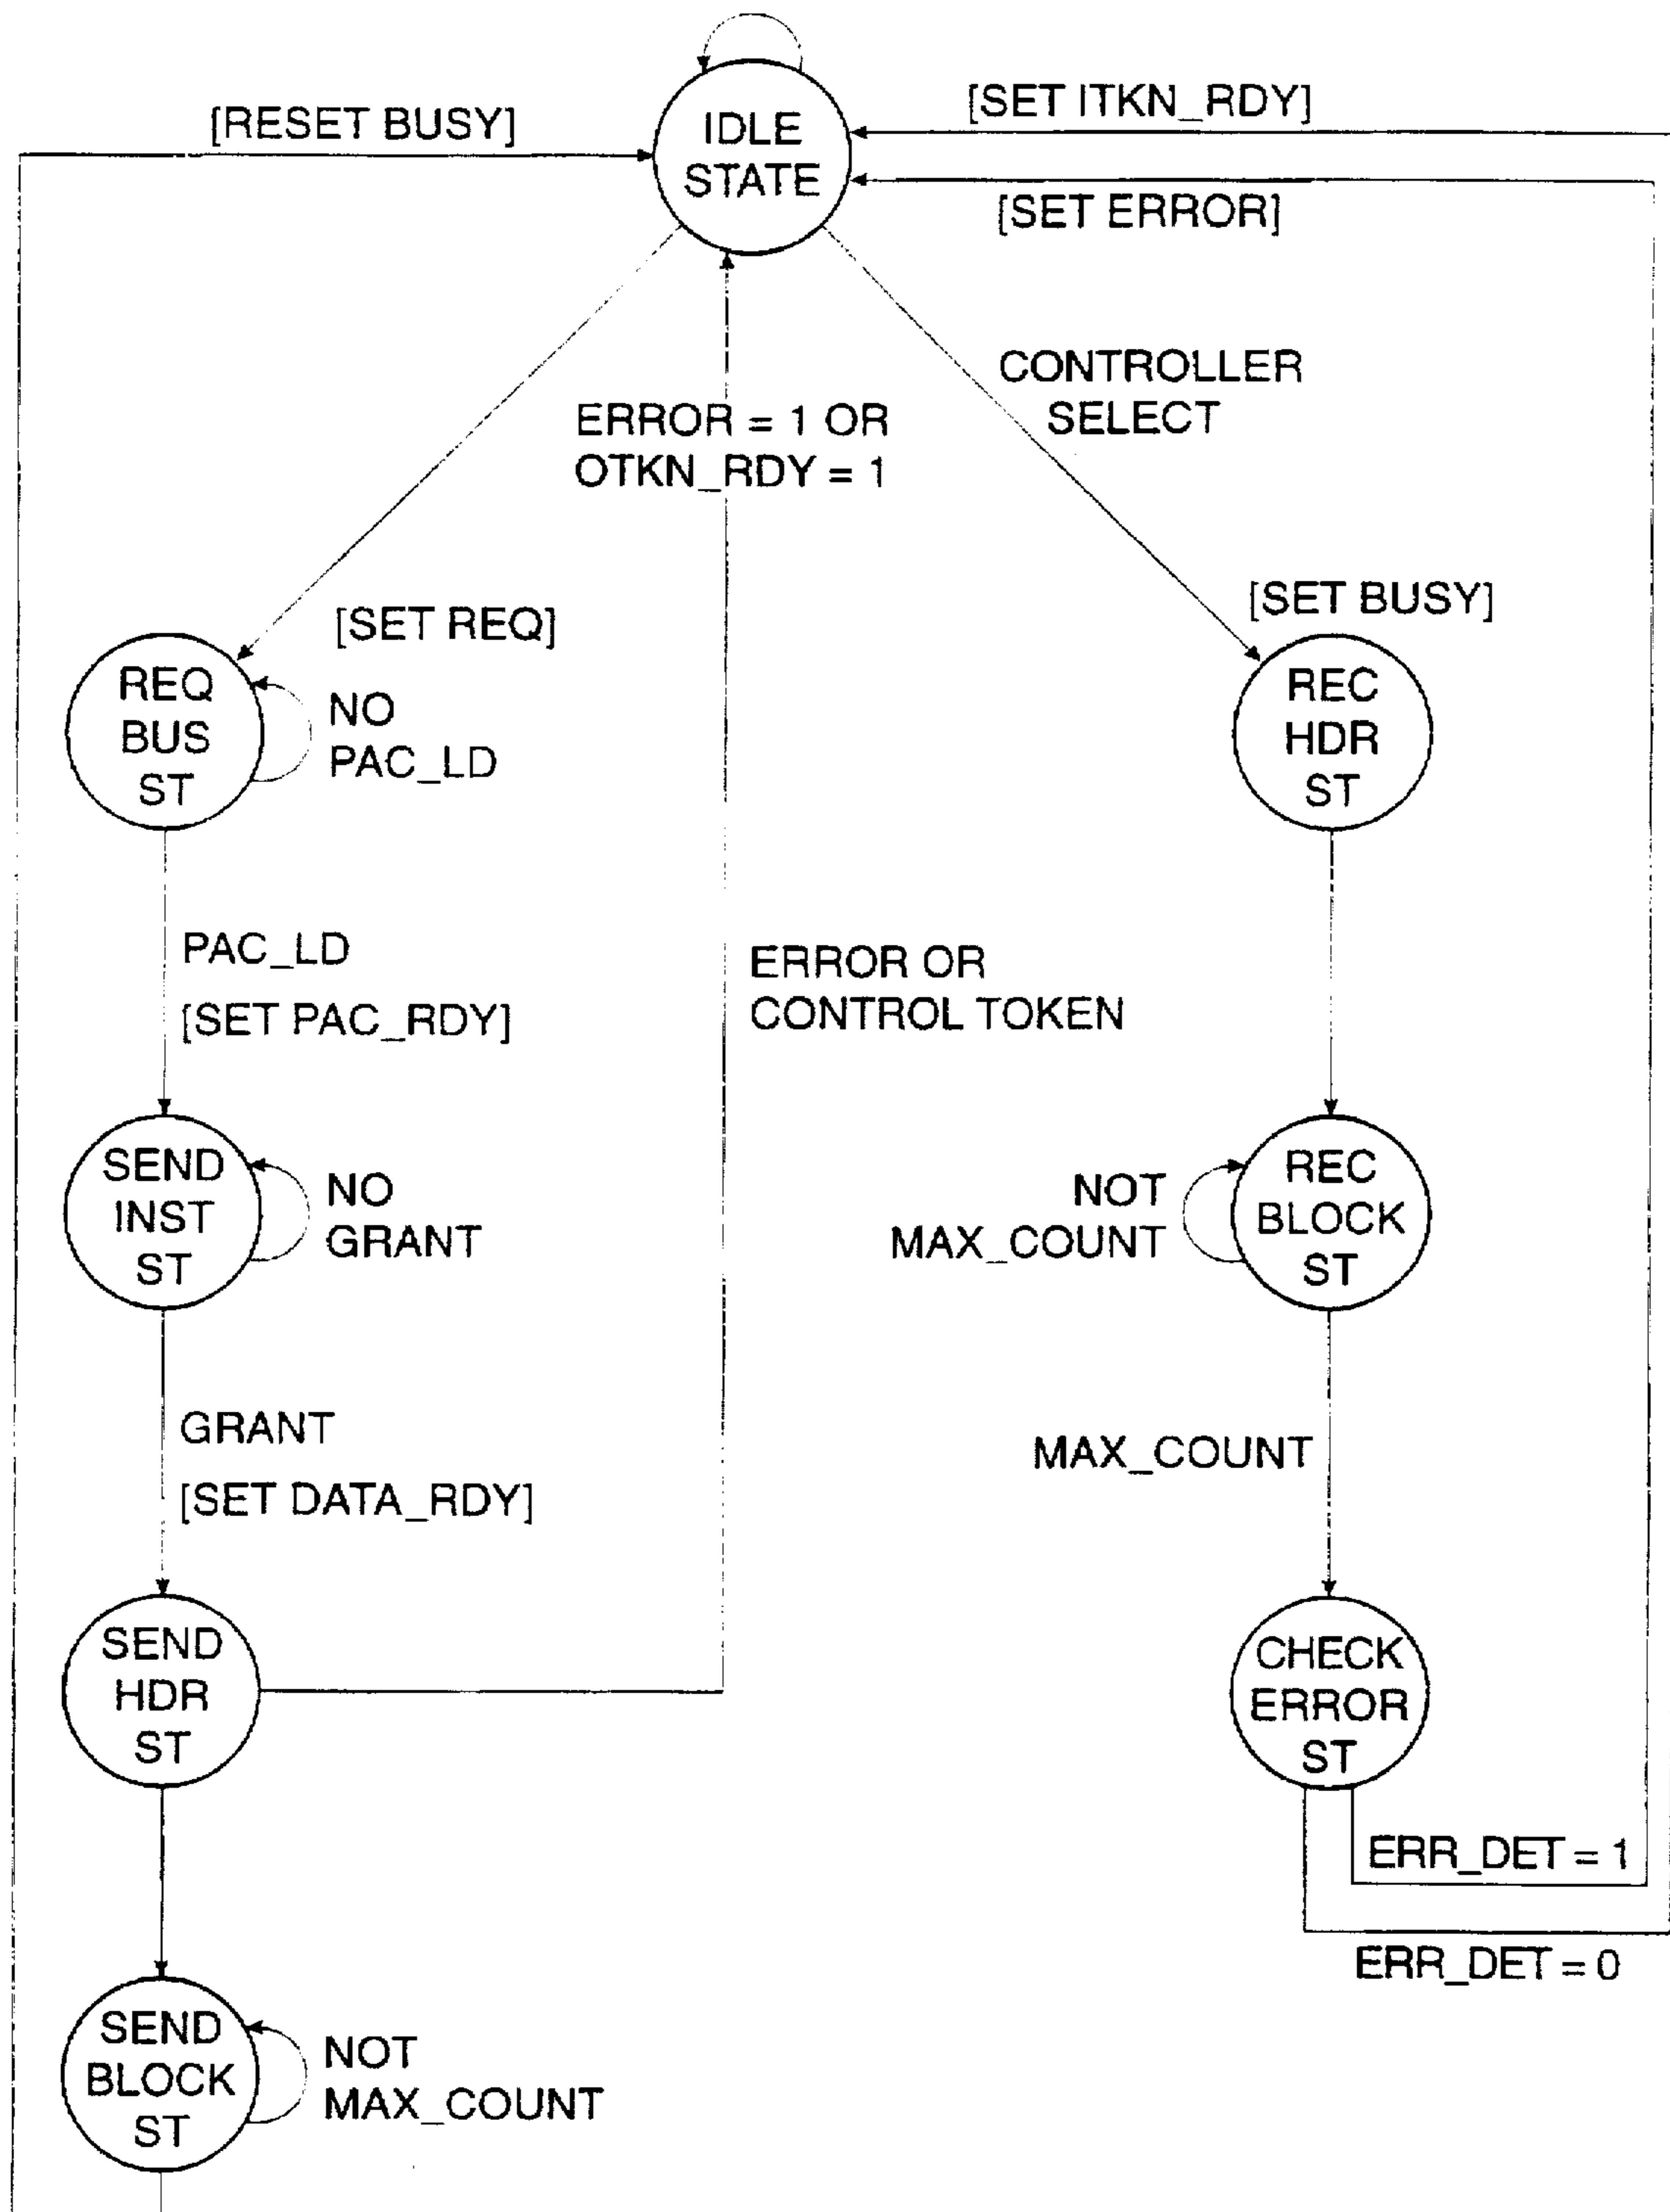 [RESET BUSY]
IDLE
STATE
[SET ITKN_RDY]
[SET ERROR]
CONTROLLER
SELECT
ERROR = 1 OR
OTKN_RDY = 1
[SET REQ]
[SET BUSY]
REQ
BUS
ST
NO
PAC_LD
REC
HDR
ST
PAC_LD
[SET PAC_RDY]
ERROR OR
CONTROL TOKEN
SEND
INST
ST
NO
GRANT
NOT
MAX_COUNT
REC
BLOCK
ST
GRANT
[SET DATA_RDY]
MAX_COUNT
SEND
HDR
ST
CHECK
ERROR
ST
ERR_DET = 1
ERR_DET = 0
SEND
BLOCK
ST
NOT
MAX_COUNT